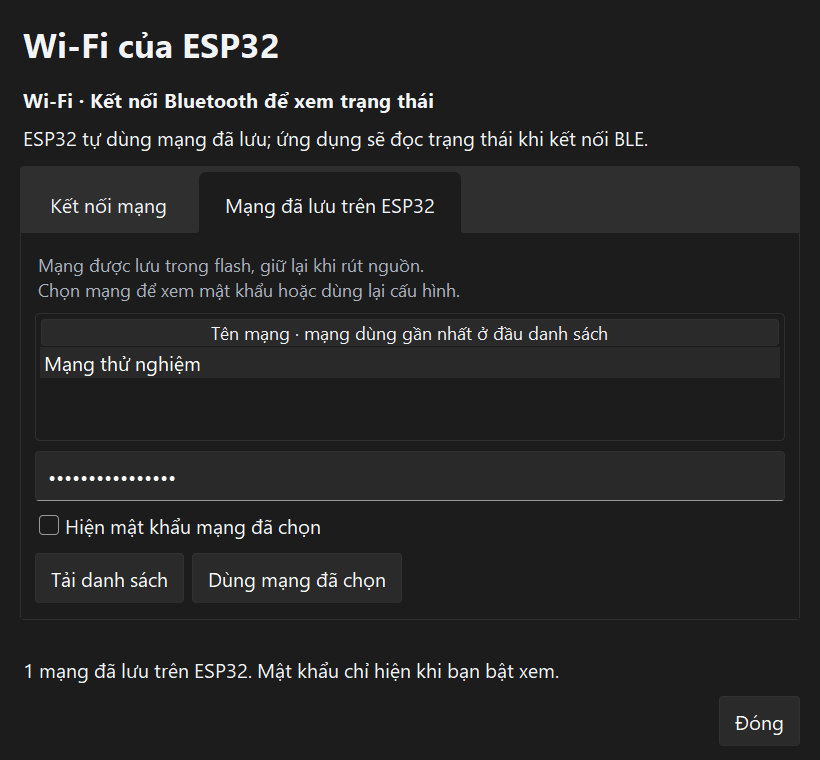 Wi-Fi của ESP32
Wi-Fi · Kết nối Bluetooth để xem trạng thái
ESP32 tự dùng mạng đã lưu; ứng dụng sẽ đọc trạng thái khi kết nối BLE.
Kết nối mạng
Mạng đã lưu trên ESP32
Mạng được lưu trong flash, giữ lại khi rút nguồn.
Chọn mạng để xem mật khẩu hoặc dùng lại cấu hình.
Tên mạng · mạng dùng gần nhất ở đầu danh sách
Mạng thử nghiệm
••••••••••••••••
Hiện mật khẩu mạng đã chọn
Tải danh sách
Dùng mạng đã chọn
1 mạng đã lưu trên ESP32. Mật khẩu chỉ hiện khi bạn bật xem.
Đóng